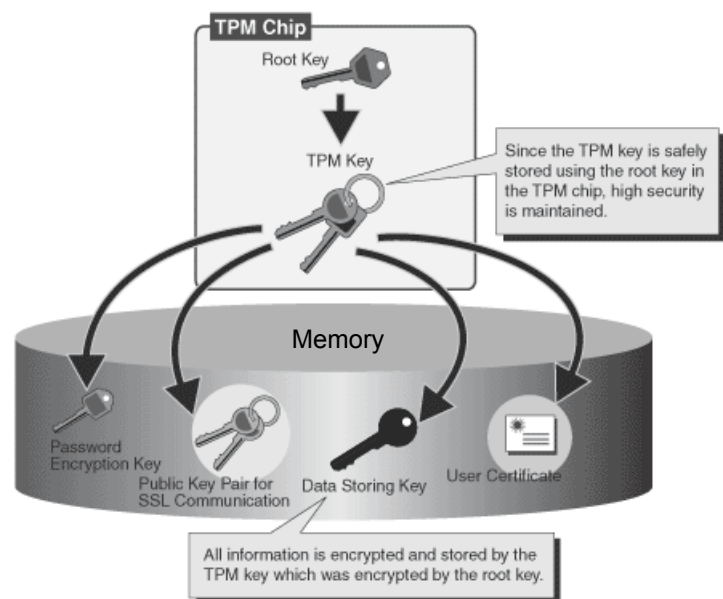 TPM Chip
Root Key
TPM Key
Since the TPM key is safely
stored using the root key in
the TPM chip, high security
is maintained.
Memory
Password
Encryption Key
Public Key Pair for
SSL Communication
Data Storing Key
User Certificate
All information is encrypted and stored by the
TPM key which was encrypted by the root key.